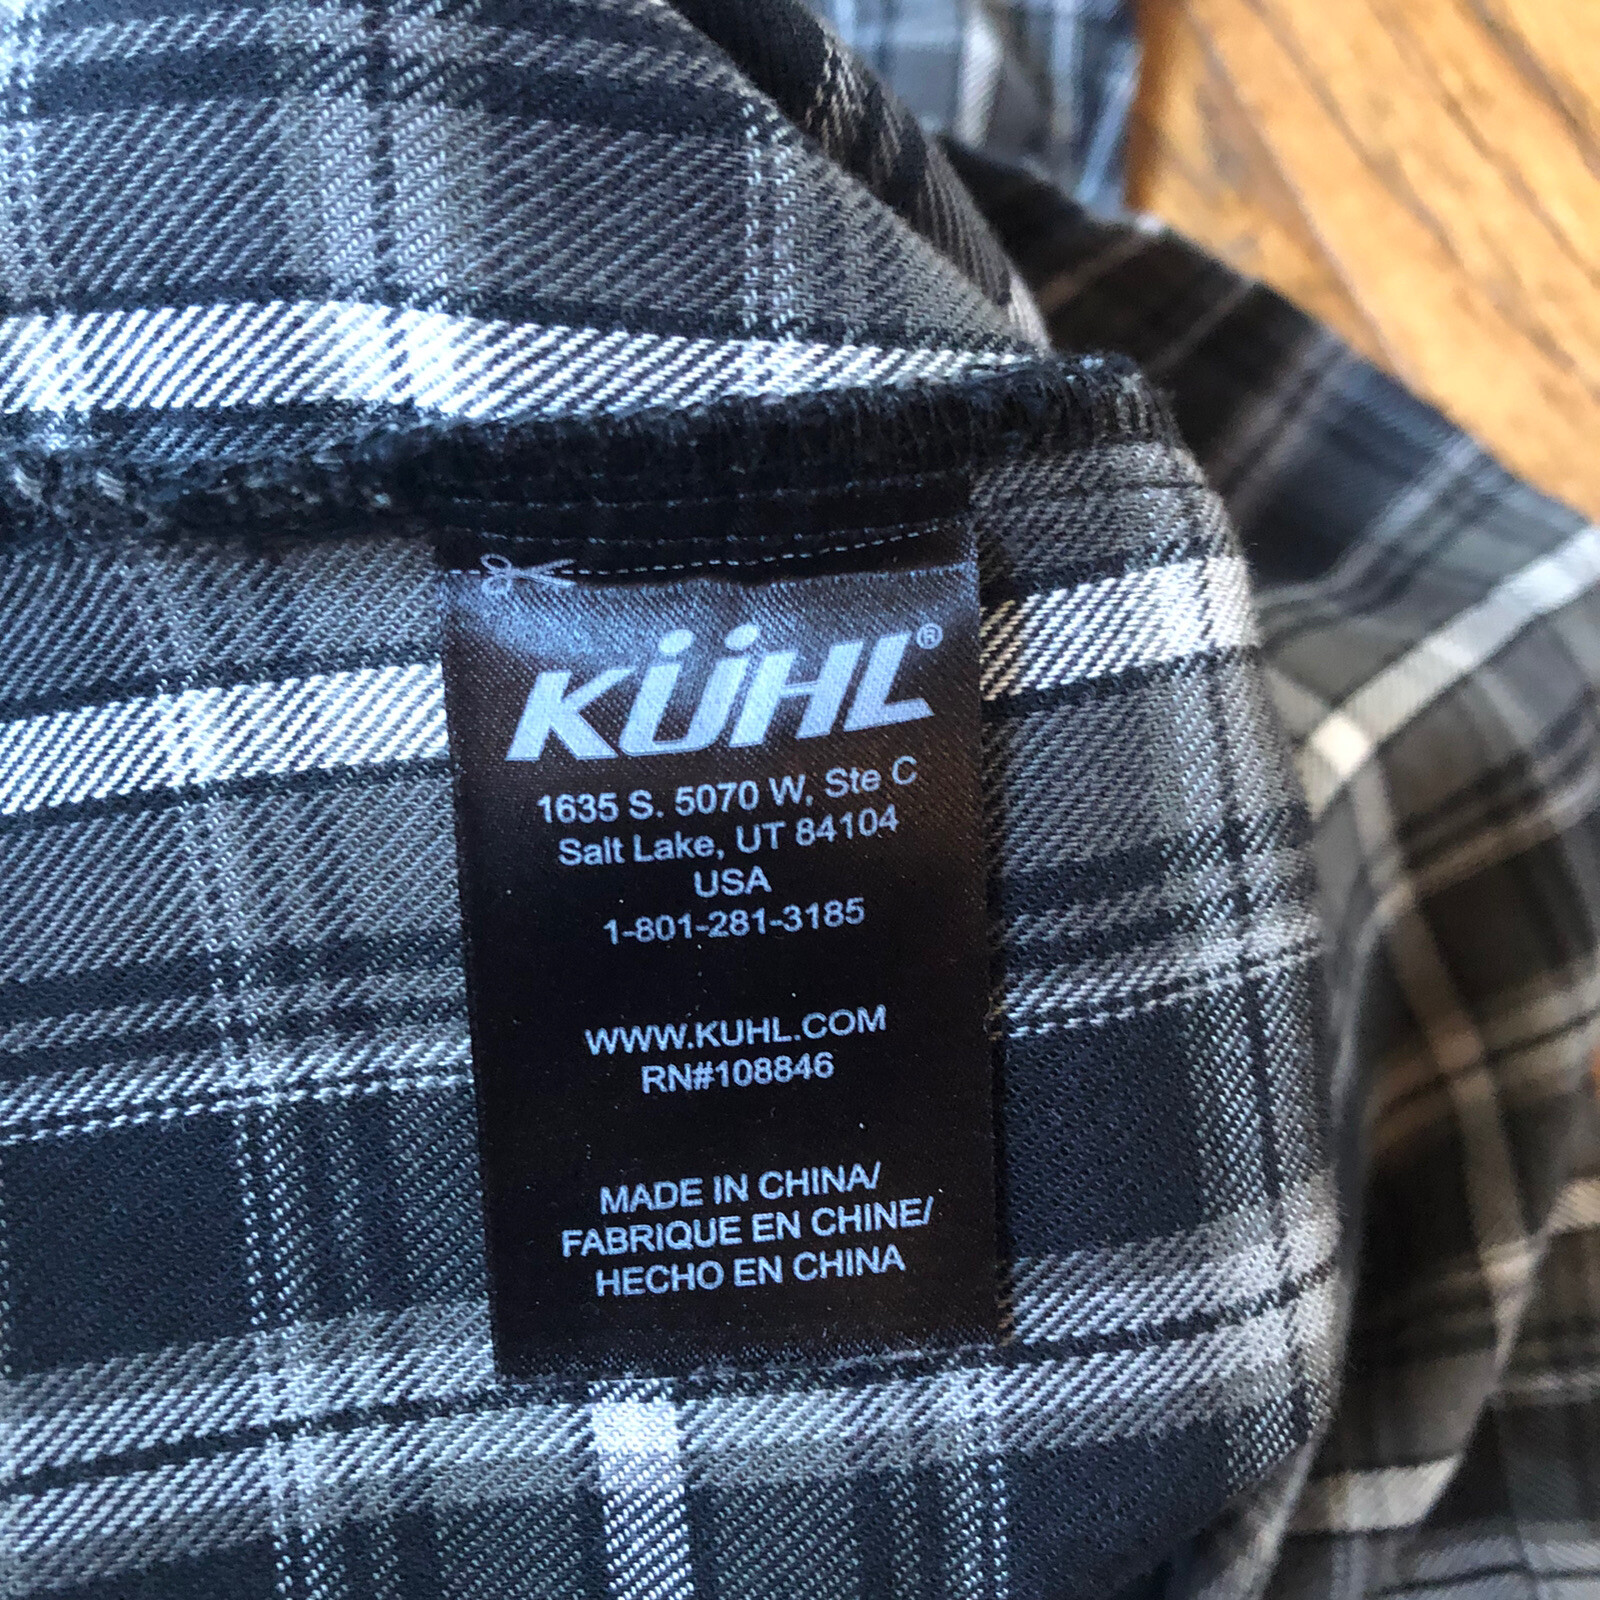 KÜHL®
1635 S. 5070 W, Ste C
Salt Lake, UT 84104
USA
1-801-281-3185
WWW.KUHL.COM
RN#108846
MADE IN CHINA/
FABRIQUE EN CHINE/
HECHO EN CHINA